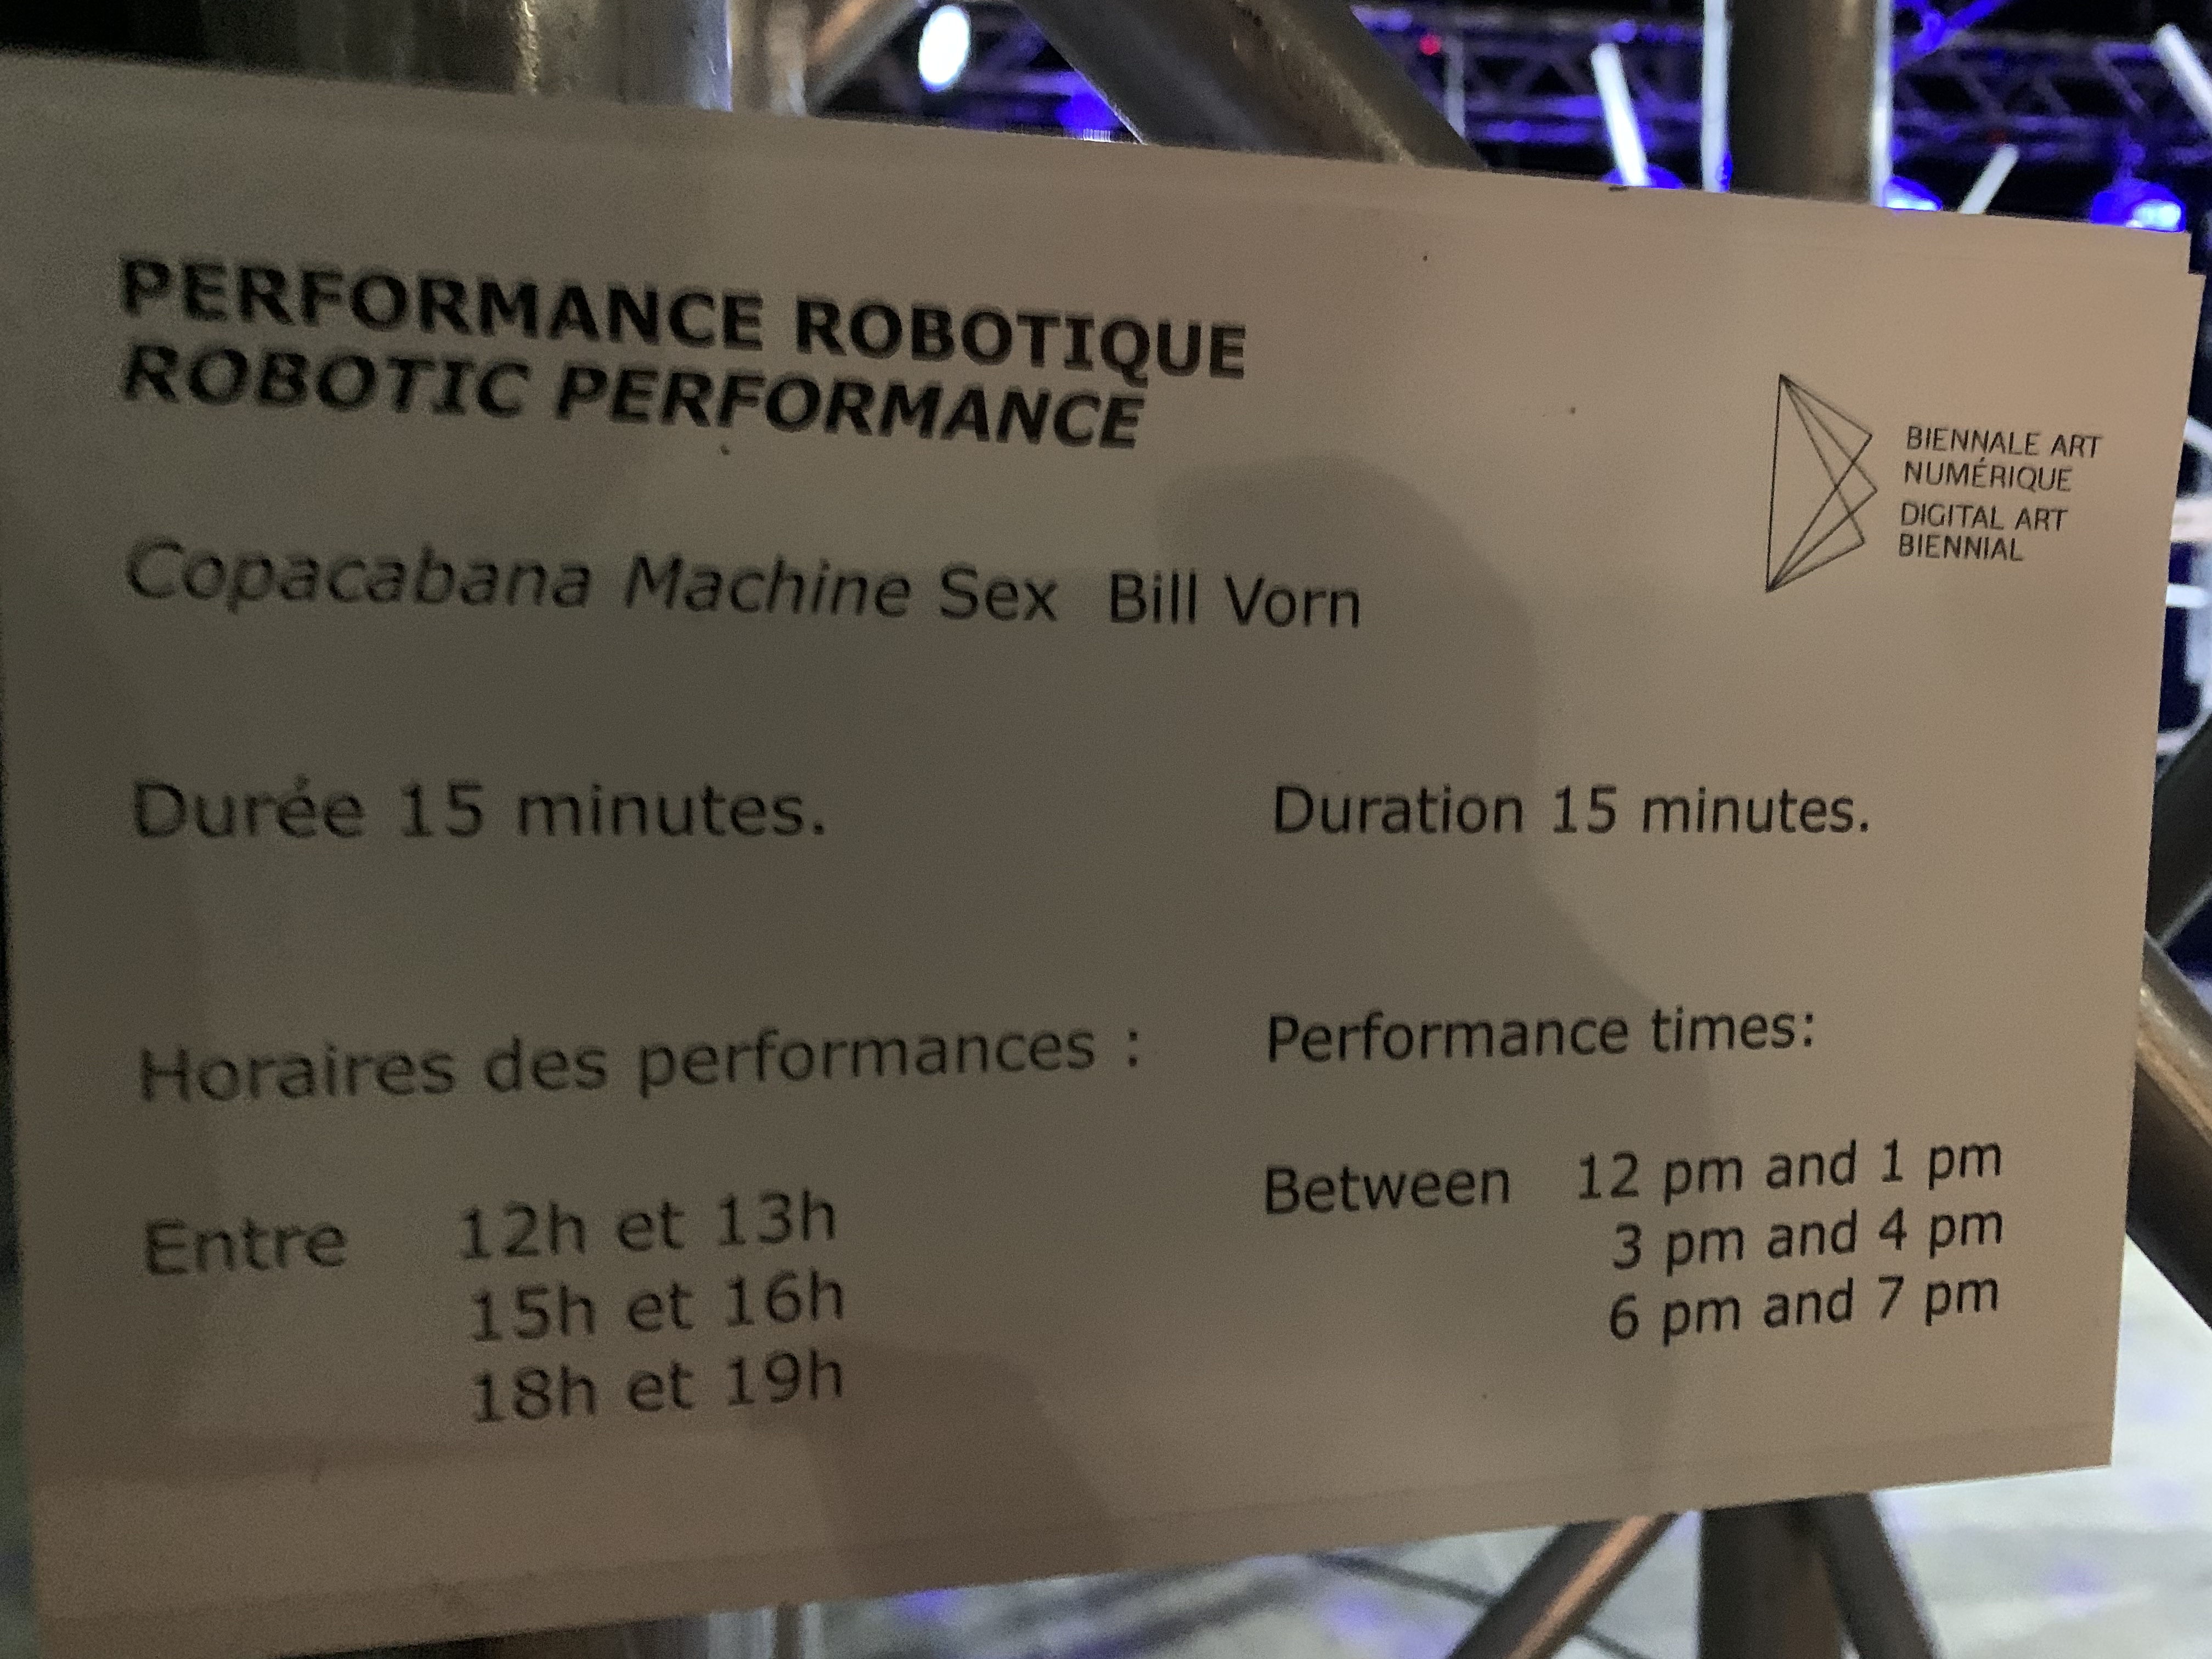 PERFORMANCE ROBOTIQUE
ROBOTIC PERFORMANCE
BIENNALE ART
NUMÉRIQUE
DIGITAL ART
BIENNIAL
Copacabana Machine Sex Bill Vorn
Durée 15 minutes.
Duration 15 minutes.
Horaires des performances :
Performance times:
Entre 12h et 13h
15h et 16h
18h et 19h
Between 12 pm and 1 pm
3 pm and 4 pm
6 pm and 7 pm